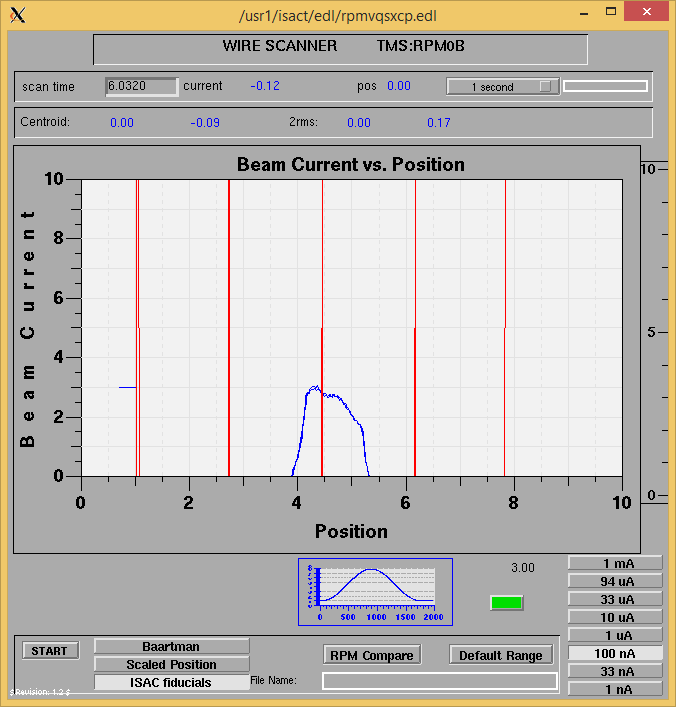 /usr1/isact/edl/rpmvqsxcp.edl
WIRE SCANNER TMS:RPM0B
scan time 6.0320 current -0.12 pos 0.00 1 second
Centroid: 0.00 -0.09 2rms: 0.00 0.17
Beam Current vs. Position
10 8 6 4 2 0
Beam Current
0 2 4 6 8 10
Position
10 5 0
8
0 500 1000 1500 2000
3.00
1 mA
94 uA
33 uA
10 uA
1 uA
100 nA
33 nA
1 nA
START
Baartman
Scaled Position
ISAC fiducials
RPM Compare
Default Range
File Name:
$Revision: 1.2 $